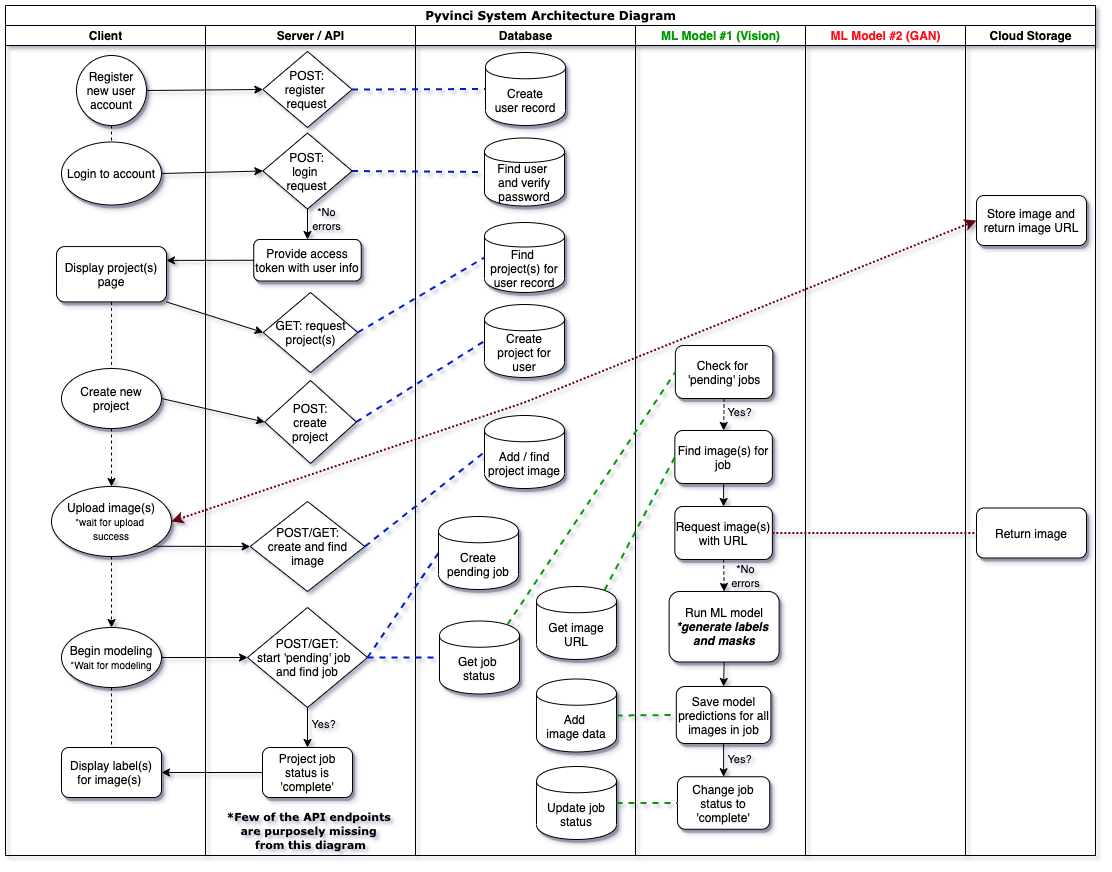 Pyvinci System Architecture Diagram
Client
Server / API
Database
ML Model #1 (Vision)
ML Model #2 (GAN)
Cloud Storage
Register
new user
account
Login to account
Display project(s)
page
Create new
project
Upload image(s)
*wait for upload
success
Begin modeling
*Wait for modeling
Display label(s)
for image(s)
POST:
register
request
POST:
login
request
*No
errors
Provide access
token with user info
GET: request
project(s)
POST:
create
project
POST/GET:
create and find
image
POST/GET:
start 'pending' job
and find job
Yes?
Project job
status is
'complete'
*Few of the API endpoints
are purposely missing
from this diagram
Create
user record
Find user
and verify
password
Find
project(s) for
user record
Create
project for
user
Add / find
project image
Create
pending job
Get image
URL
Get job
status
Add
image data
Update job
status
Check for
'pending' jobs
Yes?
Find image(s) for
job
Request image(s)
with URL
*No
errors
Run ML model
*generate labels
and masks
Save model
predictions for all
images in job
Yes?
Change job
status to
'complete'
Store image and
return image URL
Return image